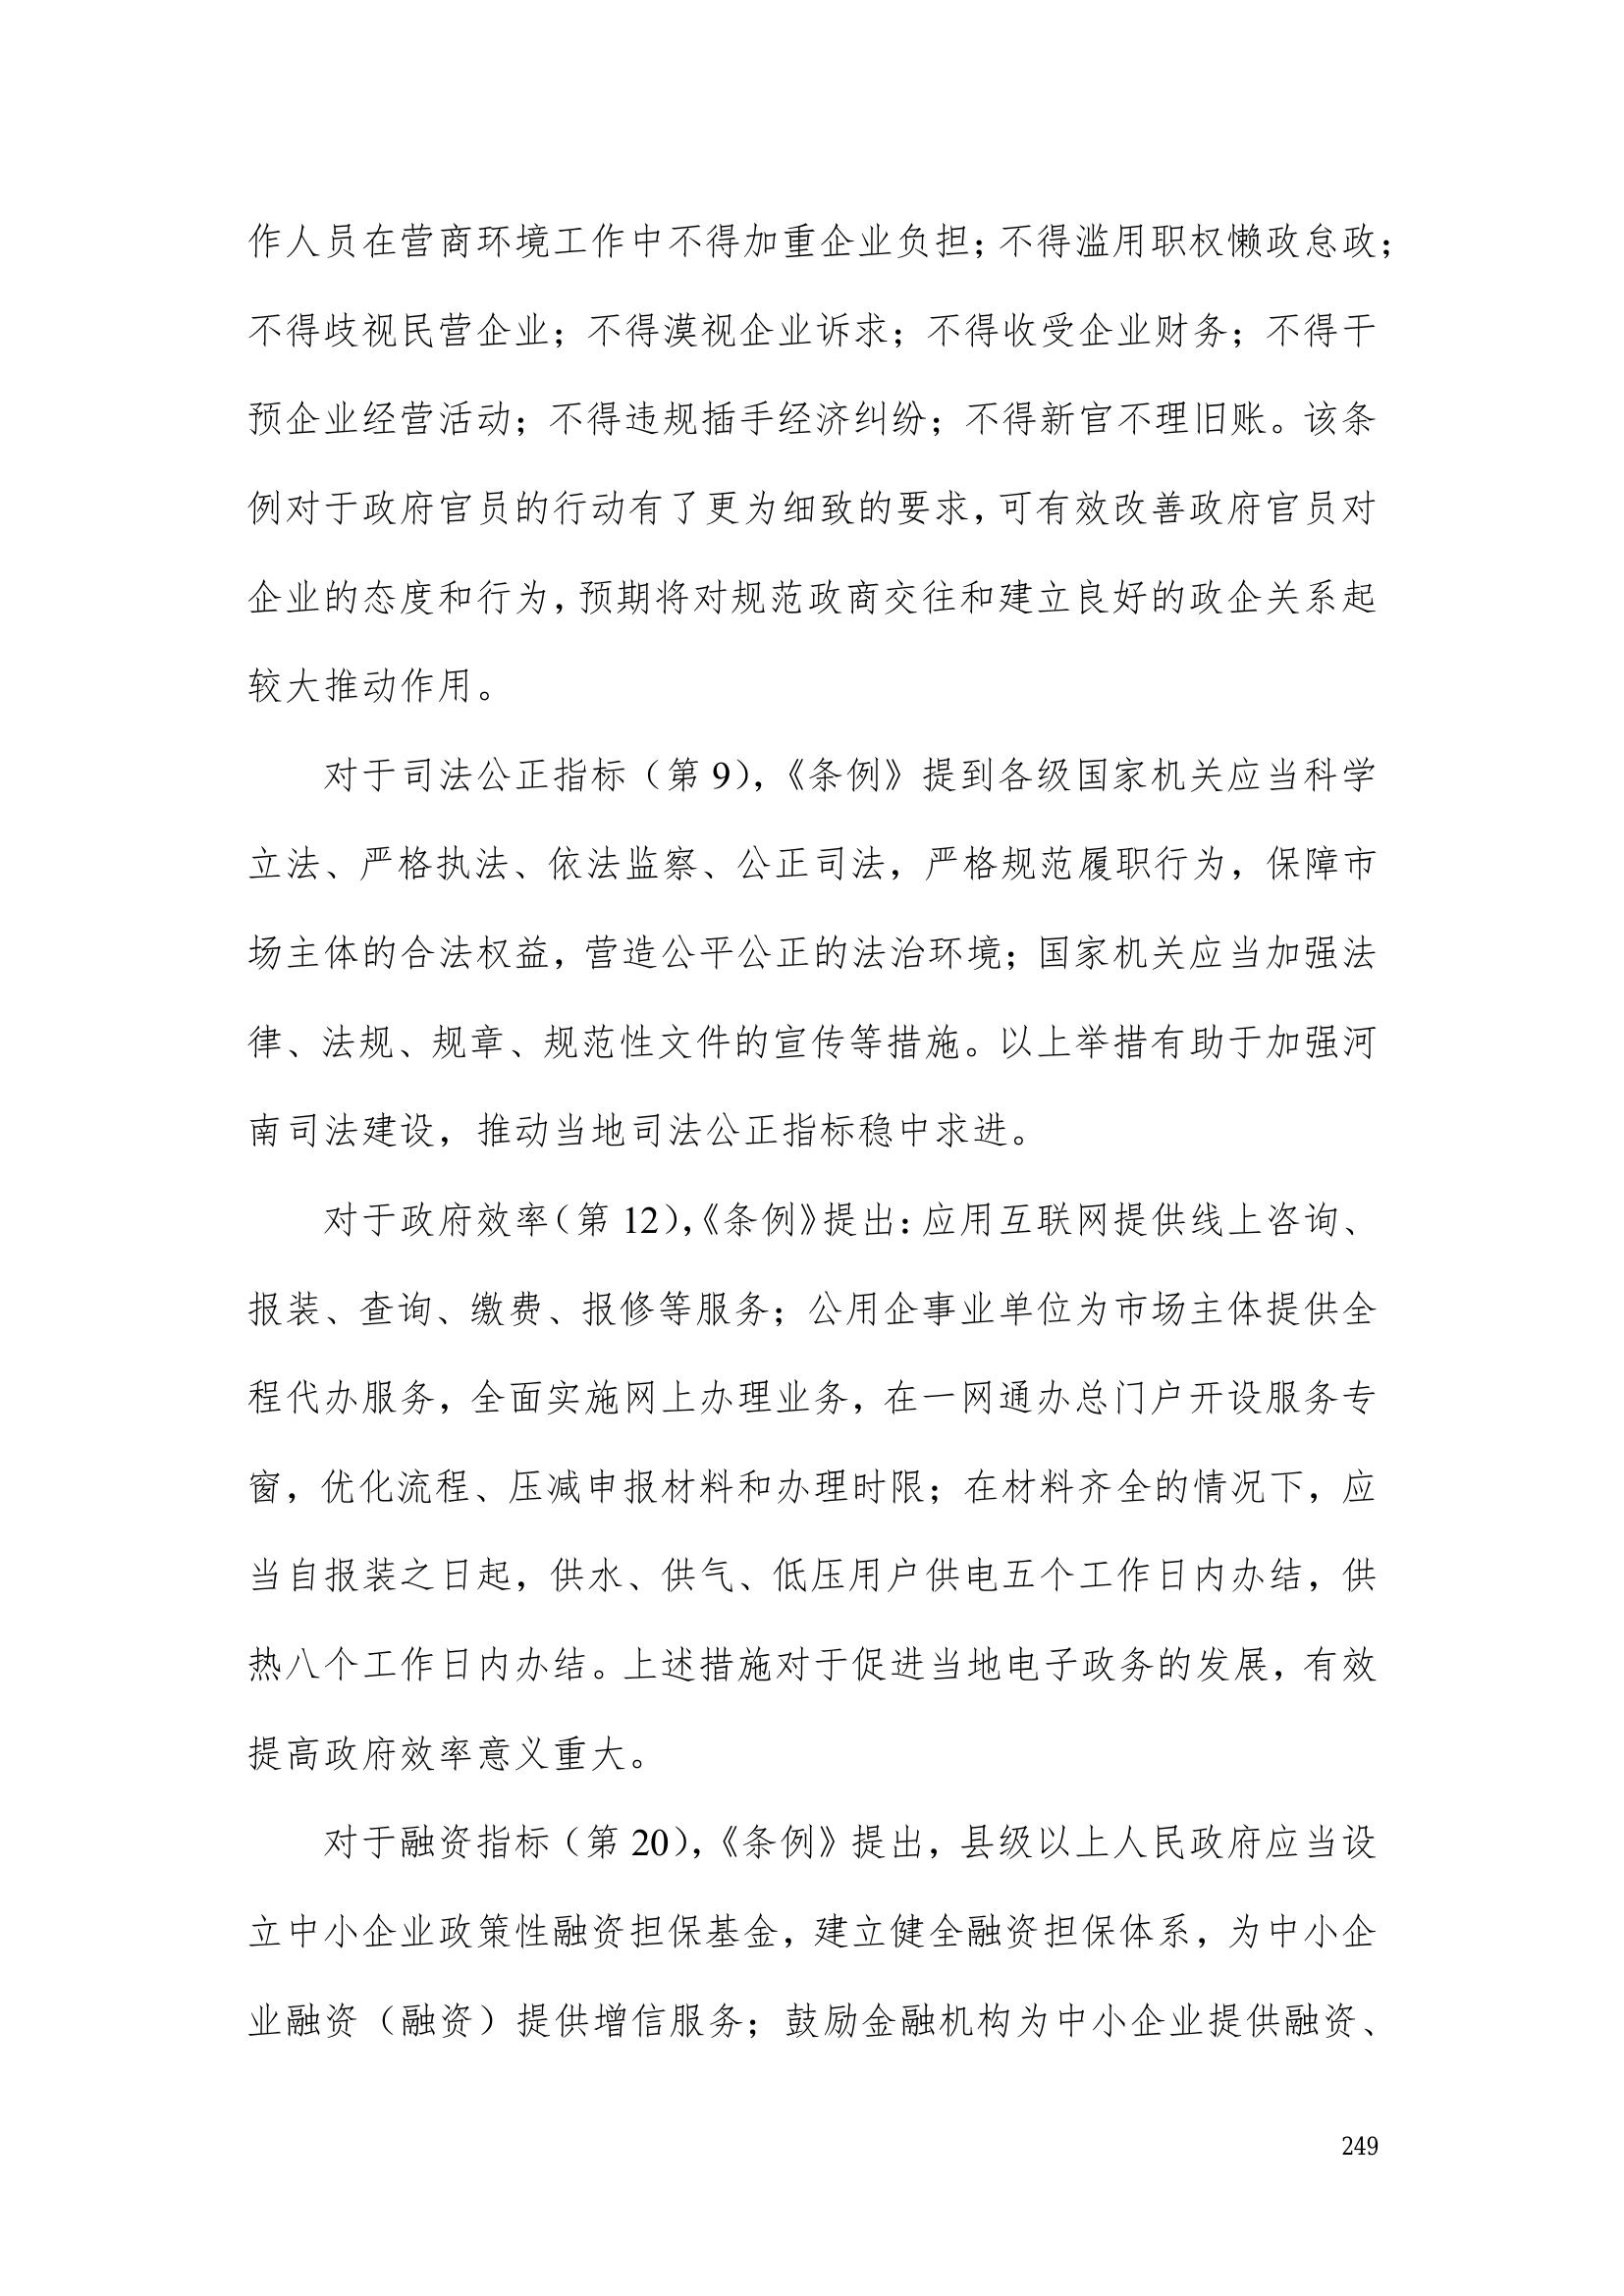 作人员在营商环境工作中不得加重企业负担；不得滥用职权懒政怠政；
不得歧视民营企业；不得漠视企业诉求；不得收受企业财务；不得干
预企业经营活动；不得违规插手经济纠纷；不得新官不理旧账。该条
例对于政府官员的行动有了更为细致的要求，可有效改善政府官员对
企业的态度和行为，预期将对规范政商交往和建立良好的政企关系起
较大推动作用。
对于司法公正指标（第 9），《条例》提到各级国家机关应当科学
立法、严格执法、依法监察、公正司法，严格规范履职行为，保障市
场主体的合法权益，营造公平公正的法治环境；国家机关应当加强法
律、法规、规章、规范性文件的宣传等措施。以上举措有助于加强河
南司法建设，推动当地司法公正指标稳中求进。
对于政府效率（第 12），《条例》提出：应用互联网提供线上咨询、
报装、查询、缴费、报修等服务；公用企事业单位为市场主体提供全
程代办服务，全面实施网上办理业务，在一网通办总门户开设服务专
窗，优化流程、压减申报材料和办理时限；在材料齐全的情况下，应
当自报装之日起，供水、供气、低压用户供电五个工作日内办结，供
热八个工作日内办结。上述措施对于促进当地电子政务的发展，有效
提高政府效率意义重大。
对于融资指标（第 20），《条例》提出，县级以上人民政府应当设
立中小企业政策性融资担保基金，建立健全融资担保体系，为中小企
业融资（融资）提供增信服务；鼓励金融机构为中小企业提供融资、
249